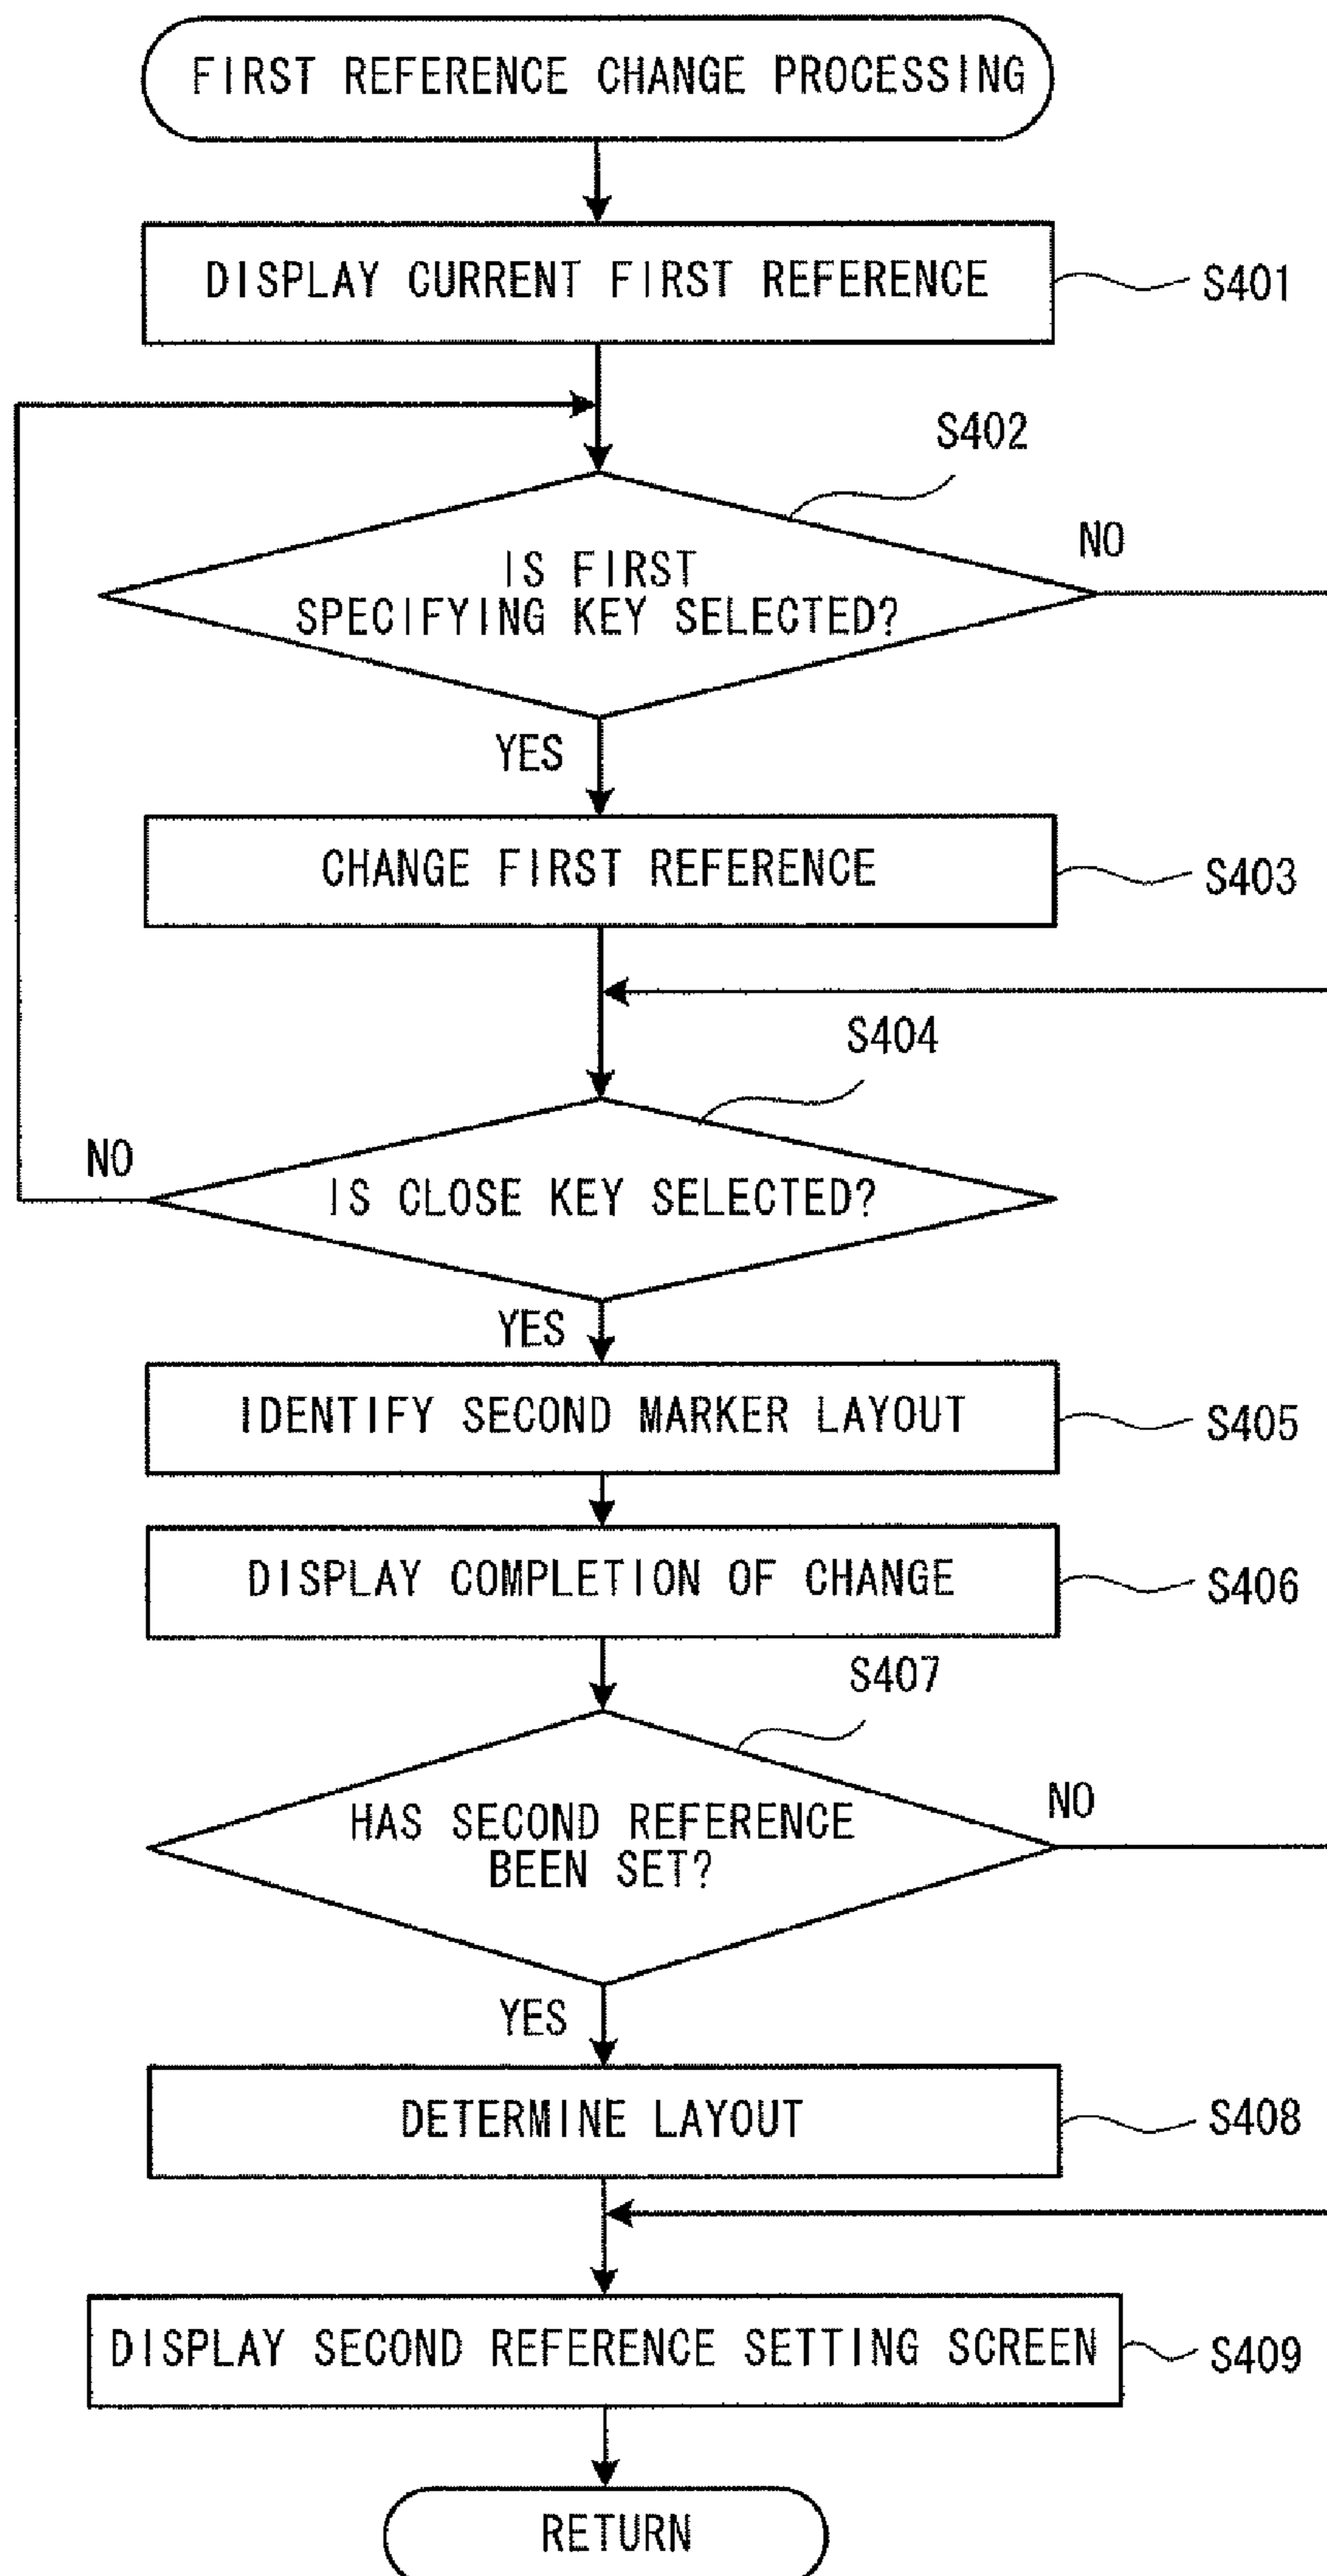 FIRST REFERENCE CHANGE PROCESSING
DISPLAY CURRENT FIRST REFERENCE
S401
S402
NO
IS FIRST
SPECIFYING KEY SELECTED?
YES
CHANGE FIRST REFERENCE
S403
S404
NO
IS CLOSE KEY SELECTED?
YES
IDENTIFY SECOND MARKER LAYOUT
S405
DISPLAY COMPLETION OF CHANGE
S406
S407
NO
HAS SECOND REFERENCE
BEEN SET?
YES
DETERMINE LAYOUT
S408
DISPLAY SECOND REFERENCE SETTING SCREEN
S409
RETURN